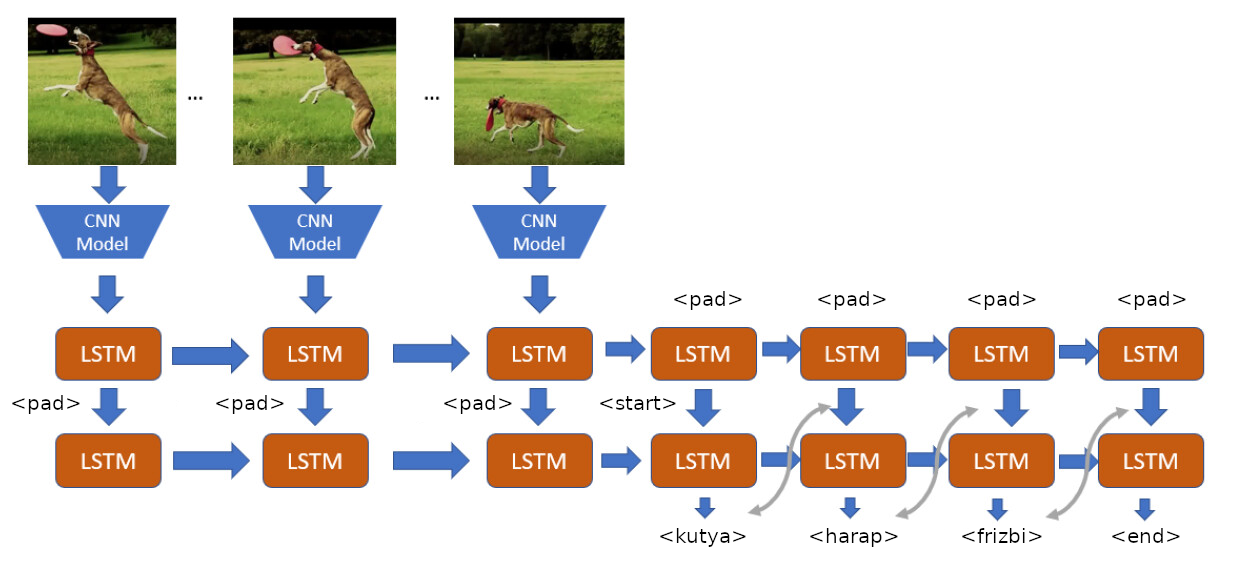 ...
...
CNN
Model
CNN
Model
CNN
Model
<pad>
<pad>
<pad>
<pad>
LSTM
LSTM
LSTM
LSTM
LSTM
LSTM
LSTM
<pad>
<pad>
<pad>
<start>
LSTM
LSTM
LSTM
LSTM
LSTM
LSTM
LSTM
<kutya>
<harap>
<frizbi>
<end>